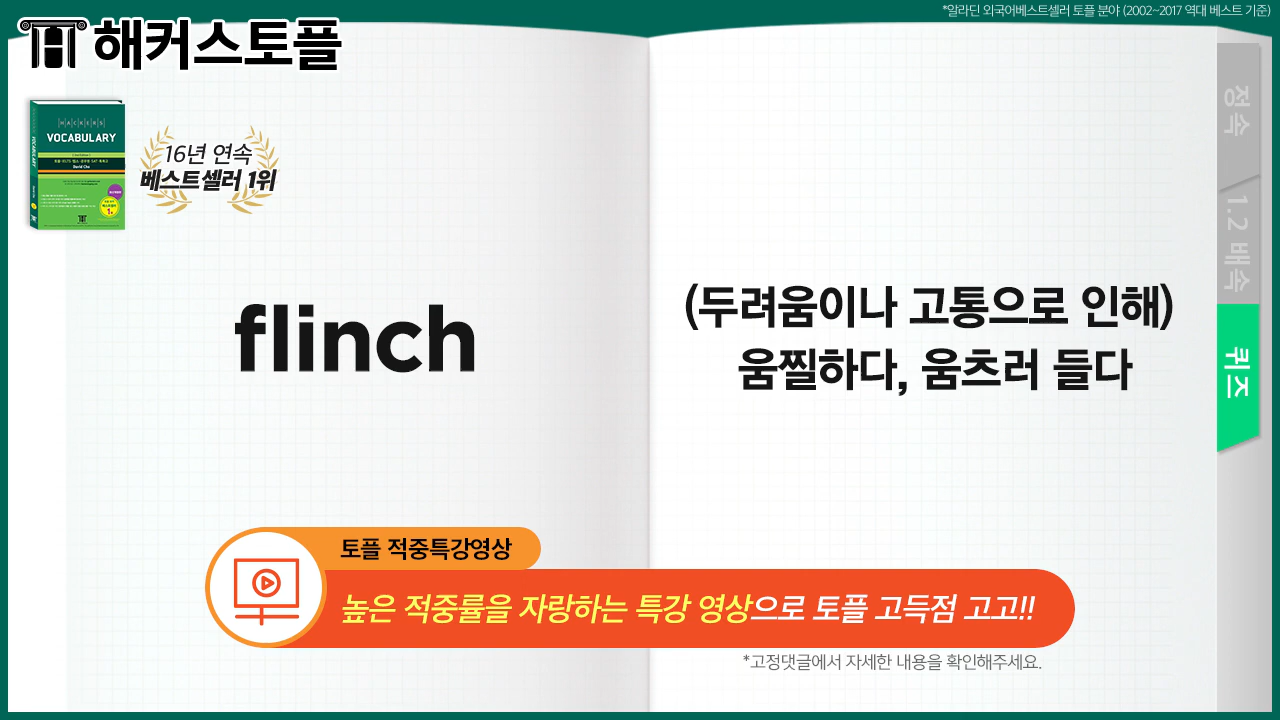 *알라딘 외국어베스트셀러 토플 분야 (2002~2017 역대 베스트 기준)
해커스토플
HACKERS
VOCABULARY
David Cho
16년 연속
베스트셀러 1위
정속
1.2 배속
퀴즈
flinch
(두려움이나 고통으로 인해)
움찔하다, 움츠러 들다
토플 적중특강영상
높은 적중률을 자랑하는 특강 영상으로 토플 고득점 고고!!
*고정댓글에서 자세한 내용을 확인해주세요.